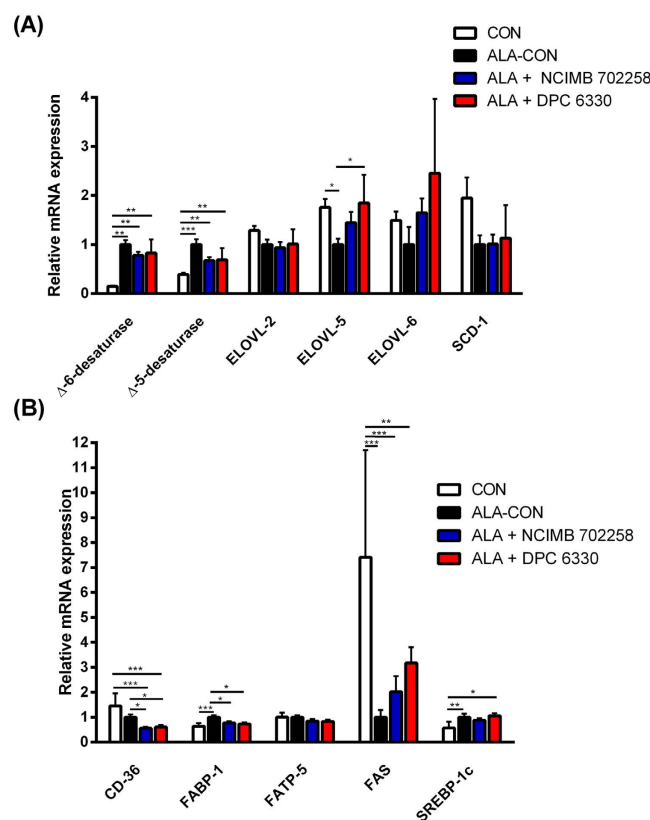 (A)
CON
ALA-CON
ALA + NCIMB 702258
ALA + DPC 6330
Relative mRNA expression
4
3
2
1
0
** ** **
*** ** **
* *
Δ-6-desaturase
Δ-5-desaturase
ELOVL-2
ELOVL-5
ELOVL-6
SCD-1
(B)
CON
ALA-CON
ALA + NCIMB 702258
ALA + DPC 6330
Relative mRNA expression
12
11
10
9
8
7
6
5
4
3
2
1
0
*** *** * *
* * ***
** *** ***
* **
CD-36
FABP-1
FATP-5
FAS
SREBP-1c